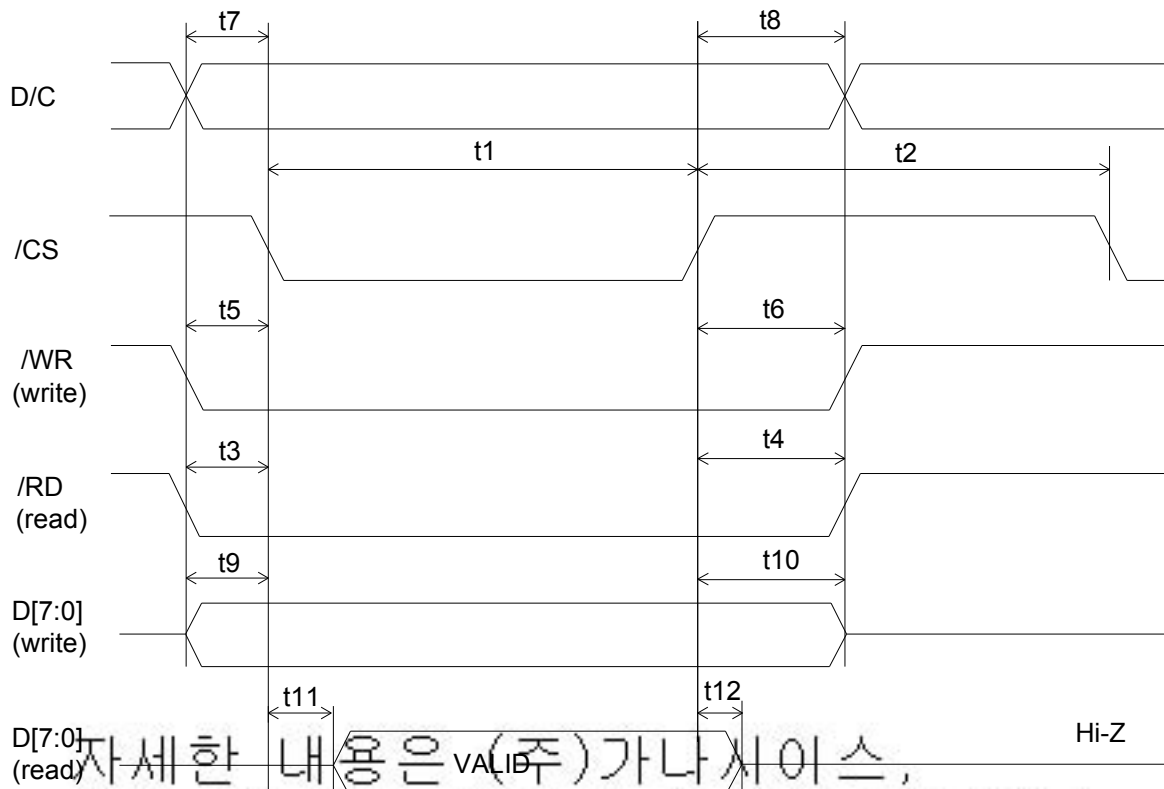 t7
t8
D/C
t1
t2
/CS
t5
t6
/WR
(write)
t3
t4
/RD
(read)
t9
t10
D[7:0]
(write)
t11
t12
D[7:0]
(read)
VALID
Hi-Z
자세한 내용은 (주)가나시이스,